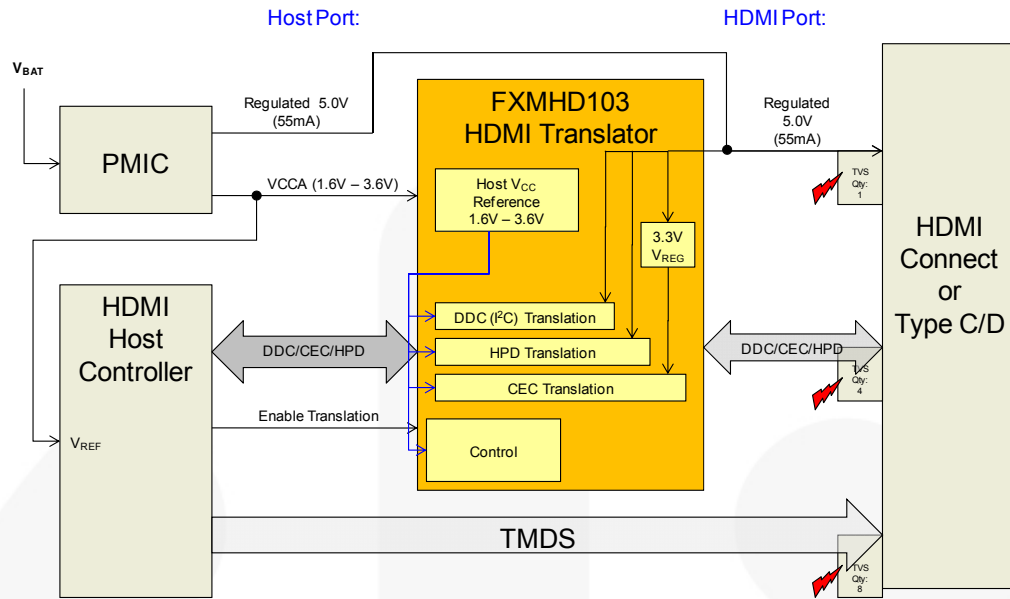 Host Port:
HDMI Port:
VBAT
PMIC
Regulated 5.0V
(55mA)
VCCA (1.6V – 3.6V)
FXMHD103
HDMI Translator
Host VCC
Reference
1.6V – 3.6V
3.3V
VREG
DDC (I²C) Translation
HPD Translation
CEC Translation
Control
Regulated
5.0V
(55mA)
TVS
Qty:
1
HDMI
Connect
or
Type C/D
HDMI
Host
Controller
VREF
DDC/CEC/HPD
Enable Translation
DDC/CEC/HPD
TVS
Qty:
4
TMDS
TVS
Qty:
8